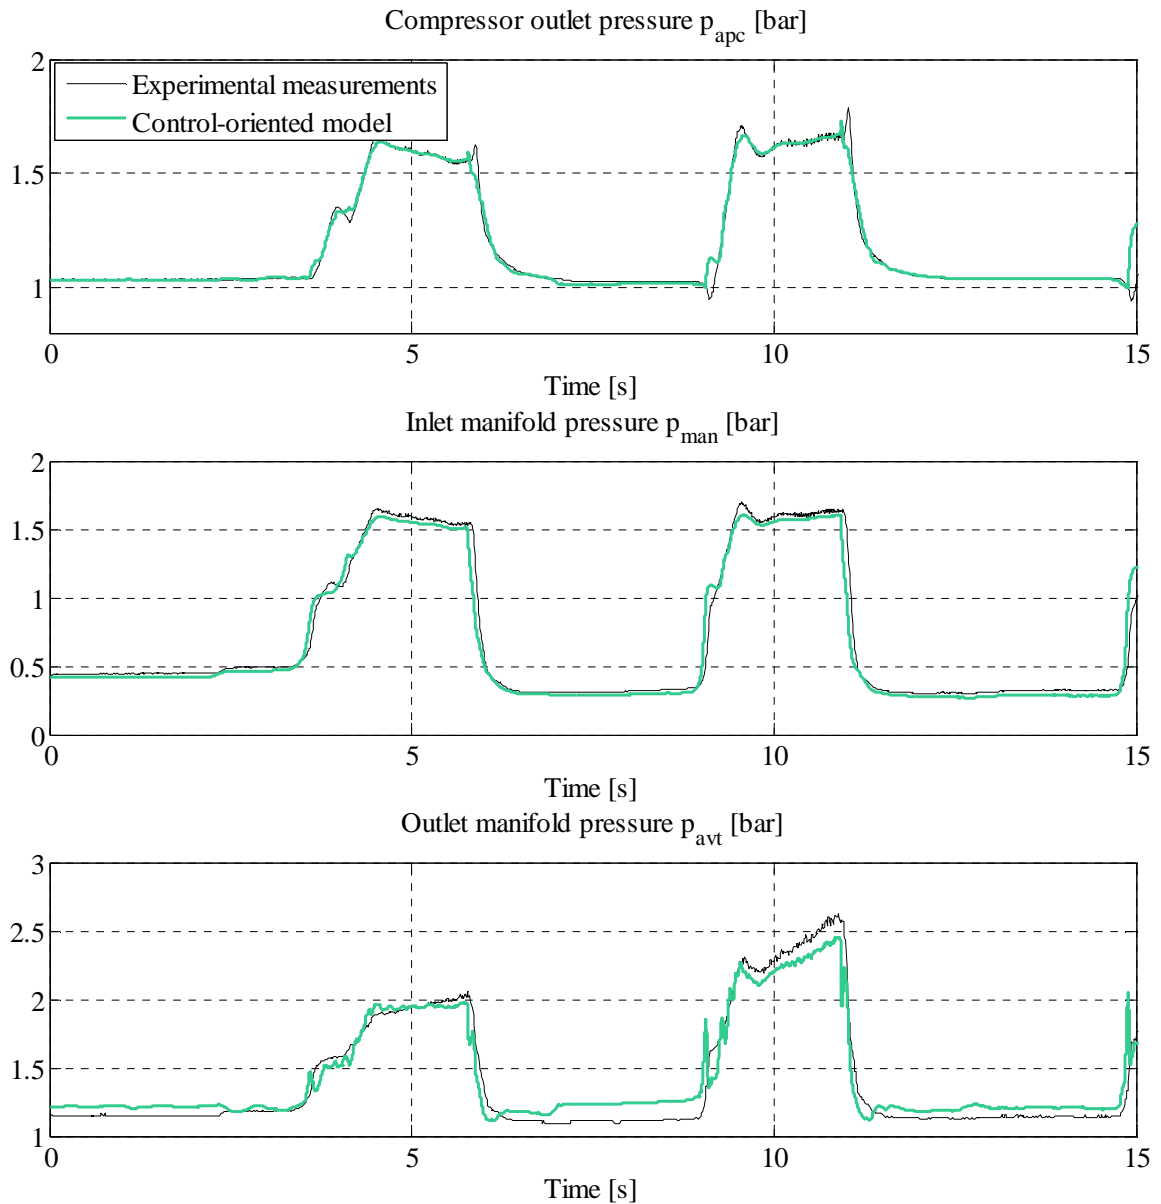 Compressor outlet pressure p_apc [bar]
2
Experimental measurements
Control-oriented model
1.5
1
0 5 10 15
Time [s]
Inlet manifold pressure p_man [bar]
2
1.5
1
0.5
0
0 5 10 15
Time [s]
Outlet manifold pressure p_avt [bar]
3
2.5
2
1.5
1
0 5 10 15
Time [s]